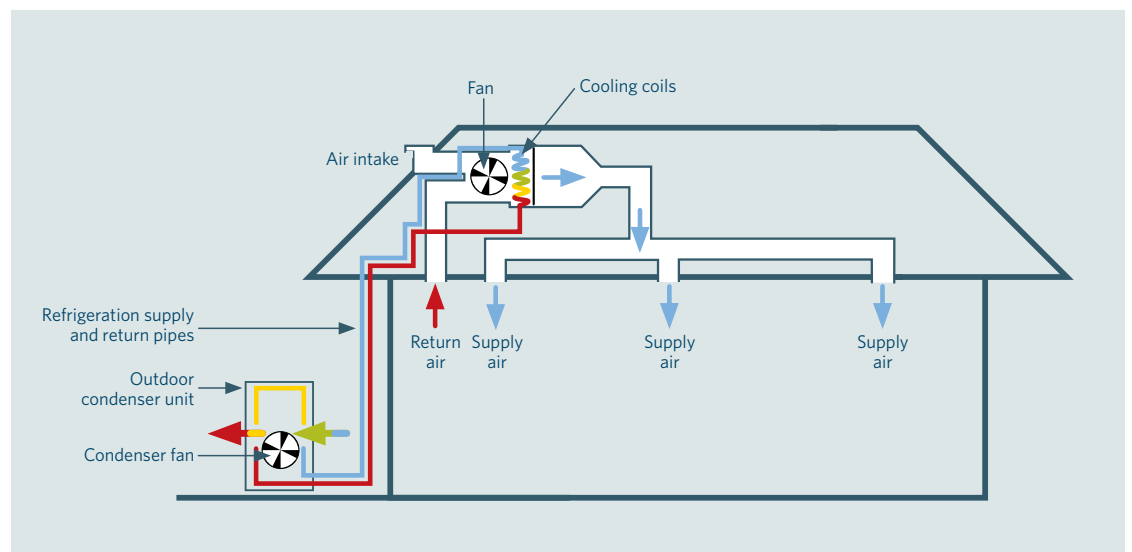 Fan
Cooling coils
Air intake
Refrigeration supply
and return pipes
Return
air
Supply
air
Supply
air
Supply
air
Outdoor
condenser unit
Condenser fan